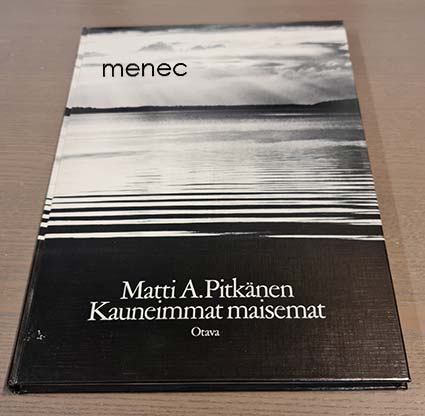 menec
Matti A. Pitkänen
Kauneimmat maisemat
Otava